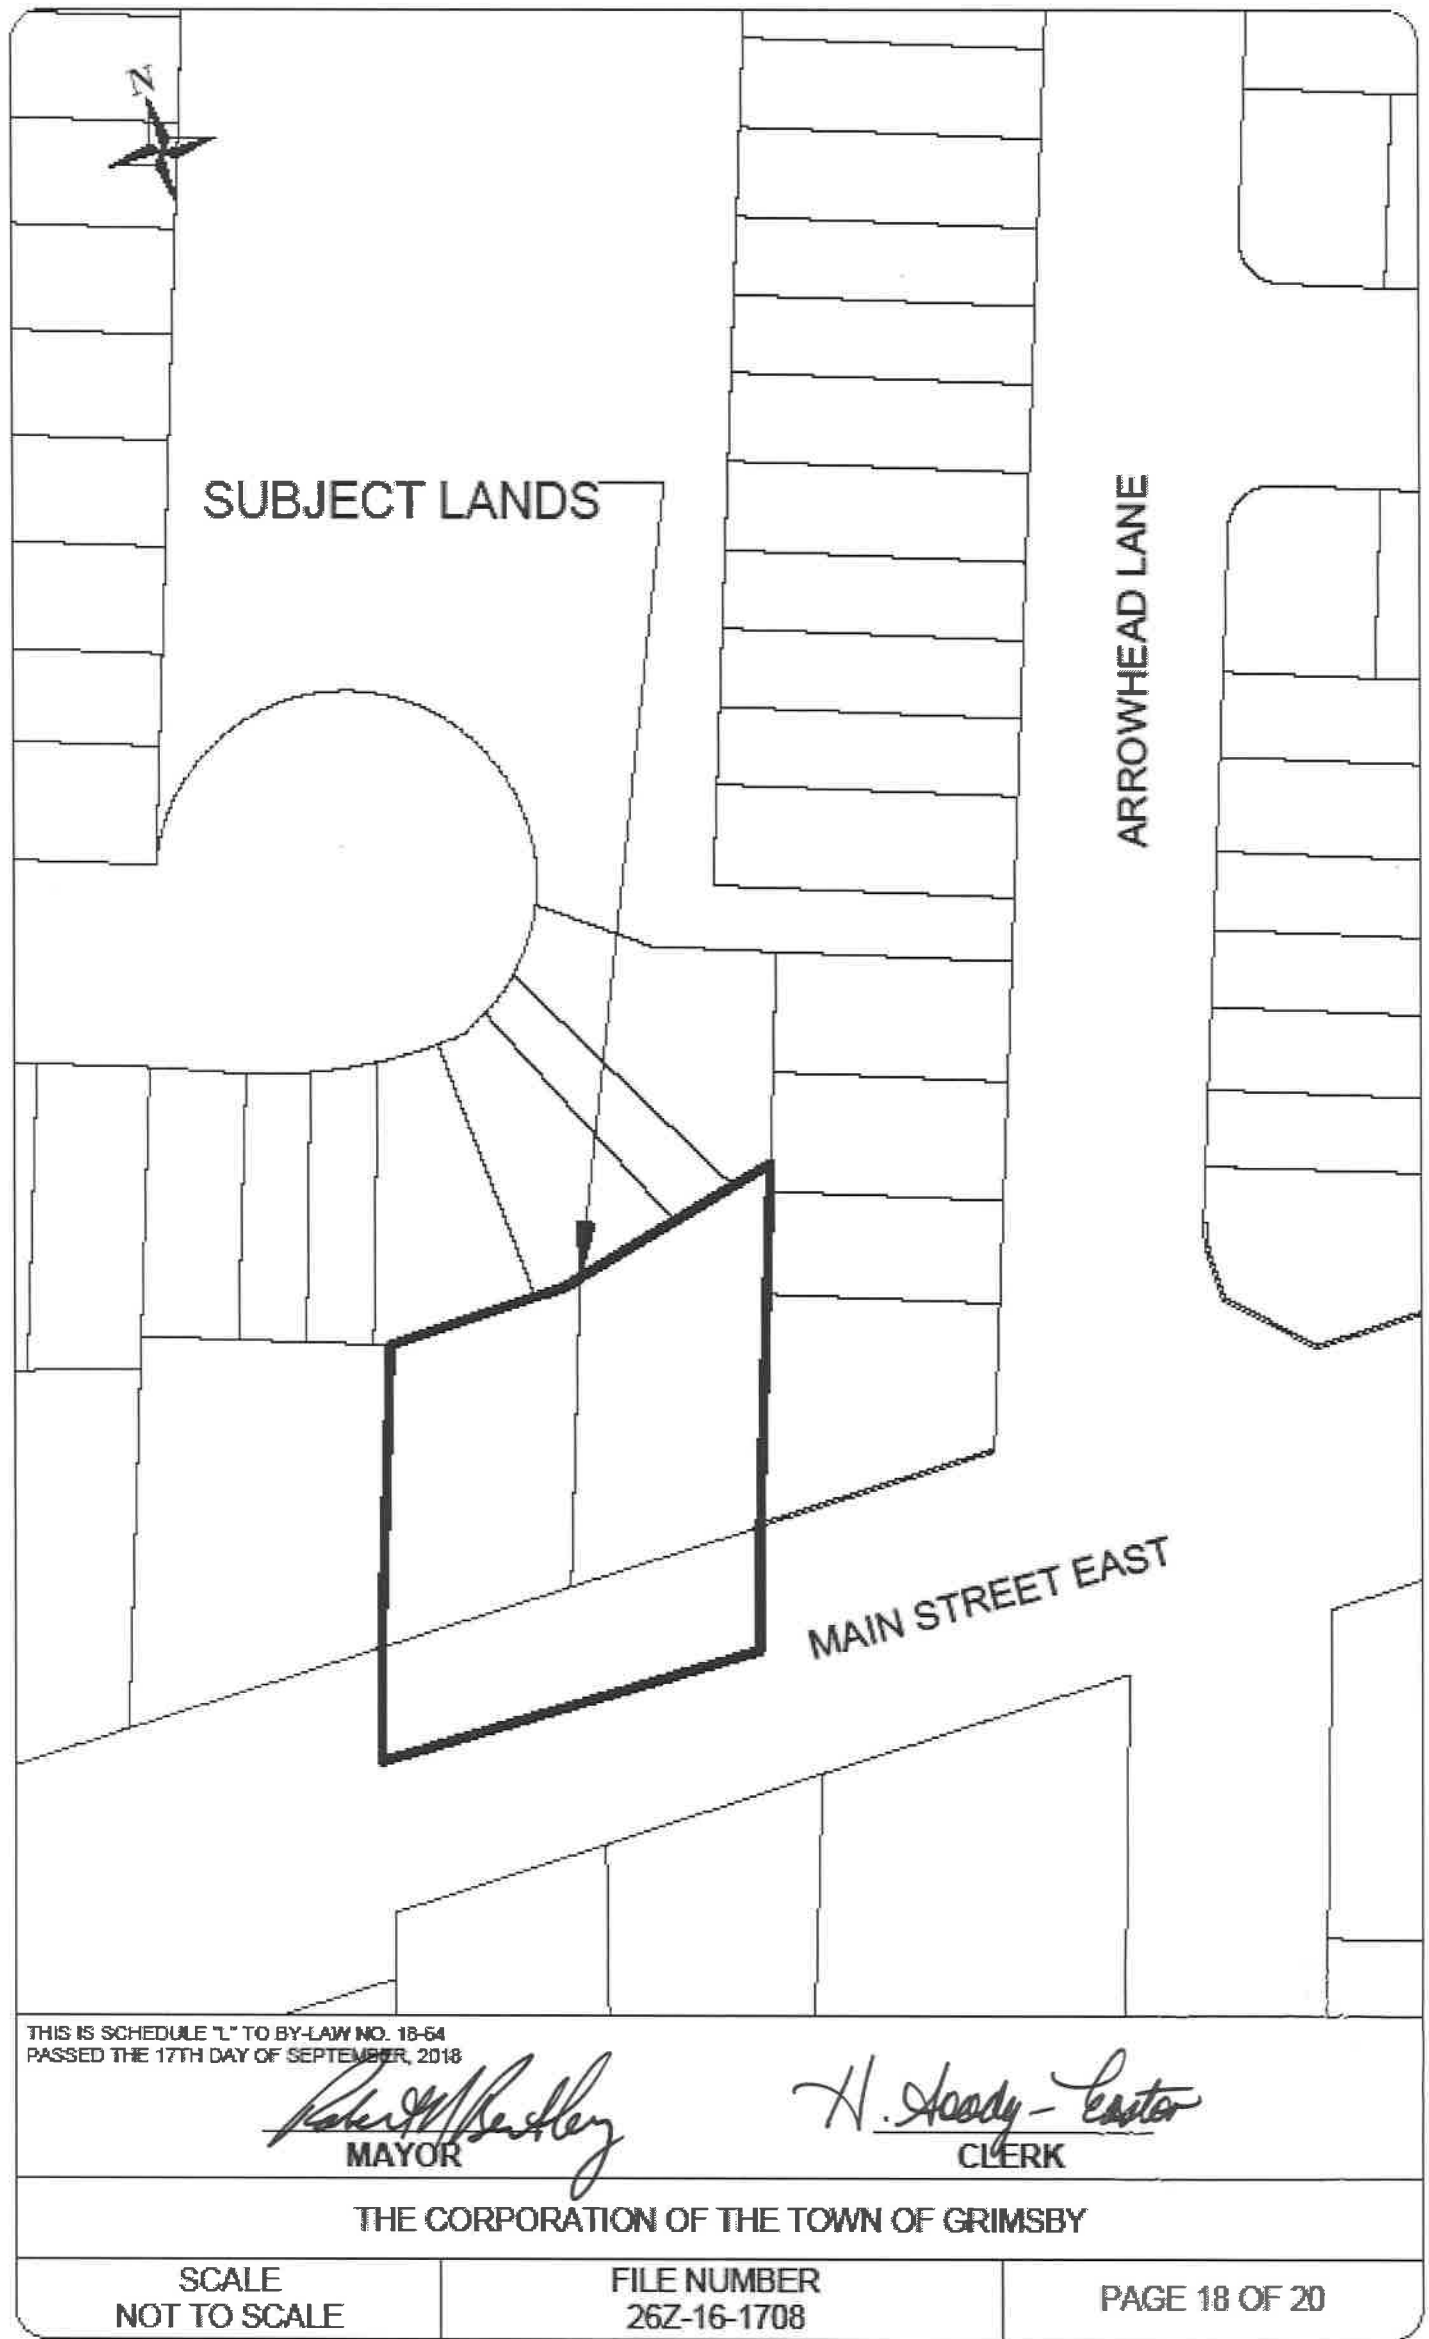 N
SUBJECT LANDS
ARROWHEAD LANE
MAIN STREET EAST
THIS IS SCHEDULE "L" TO BY-LAW NO. 18-64
PASSED THE 17TH DAY OF SEPTEMBER, 2018
MAYOR
CLERK
THE CORPORATION OF THE TOWN OF GRIMSBY
SCALE
NOT TO SCALE
FILE NUMBER
26Z-16-1708
PAGE 18 OF 20